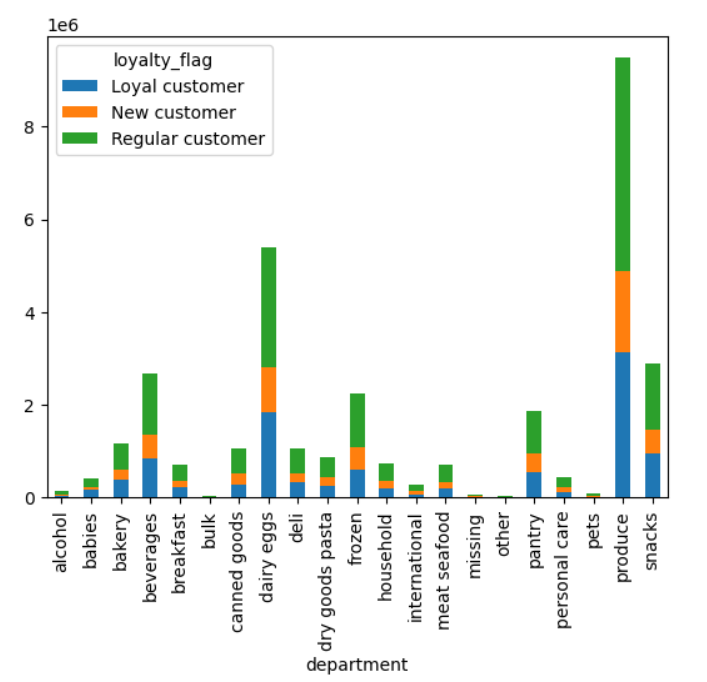 1e6
loyalty_flag
Loyal customer
New customer
Regular customer
8
6
4
2
0
alcohol
babies
bakery
beverages
breakfast
bulk
canned goods
dairy eggs
deli
dry goods pasta
frozen
household
international
meat seafood
missing
other
pantry
personal care
pets
produce
snacks
department